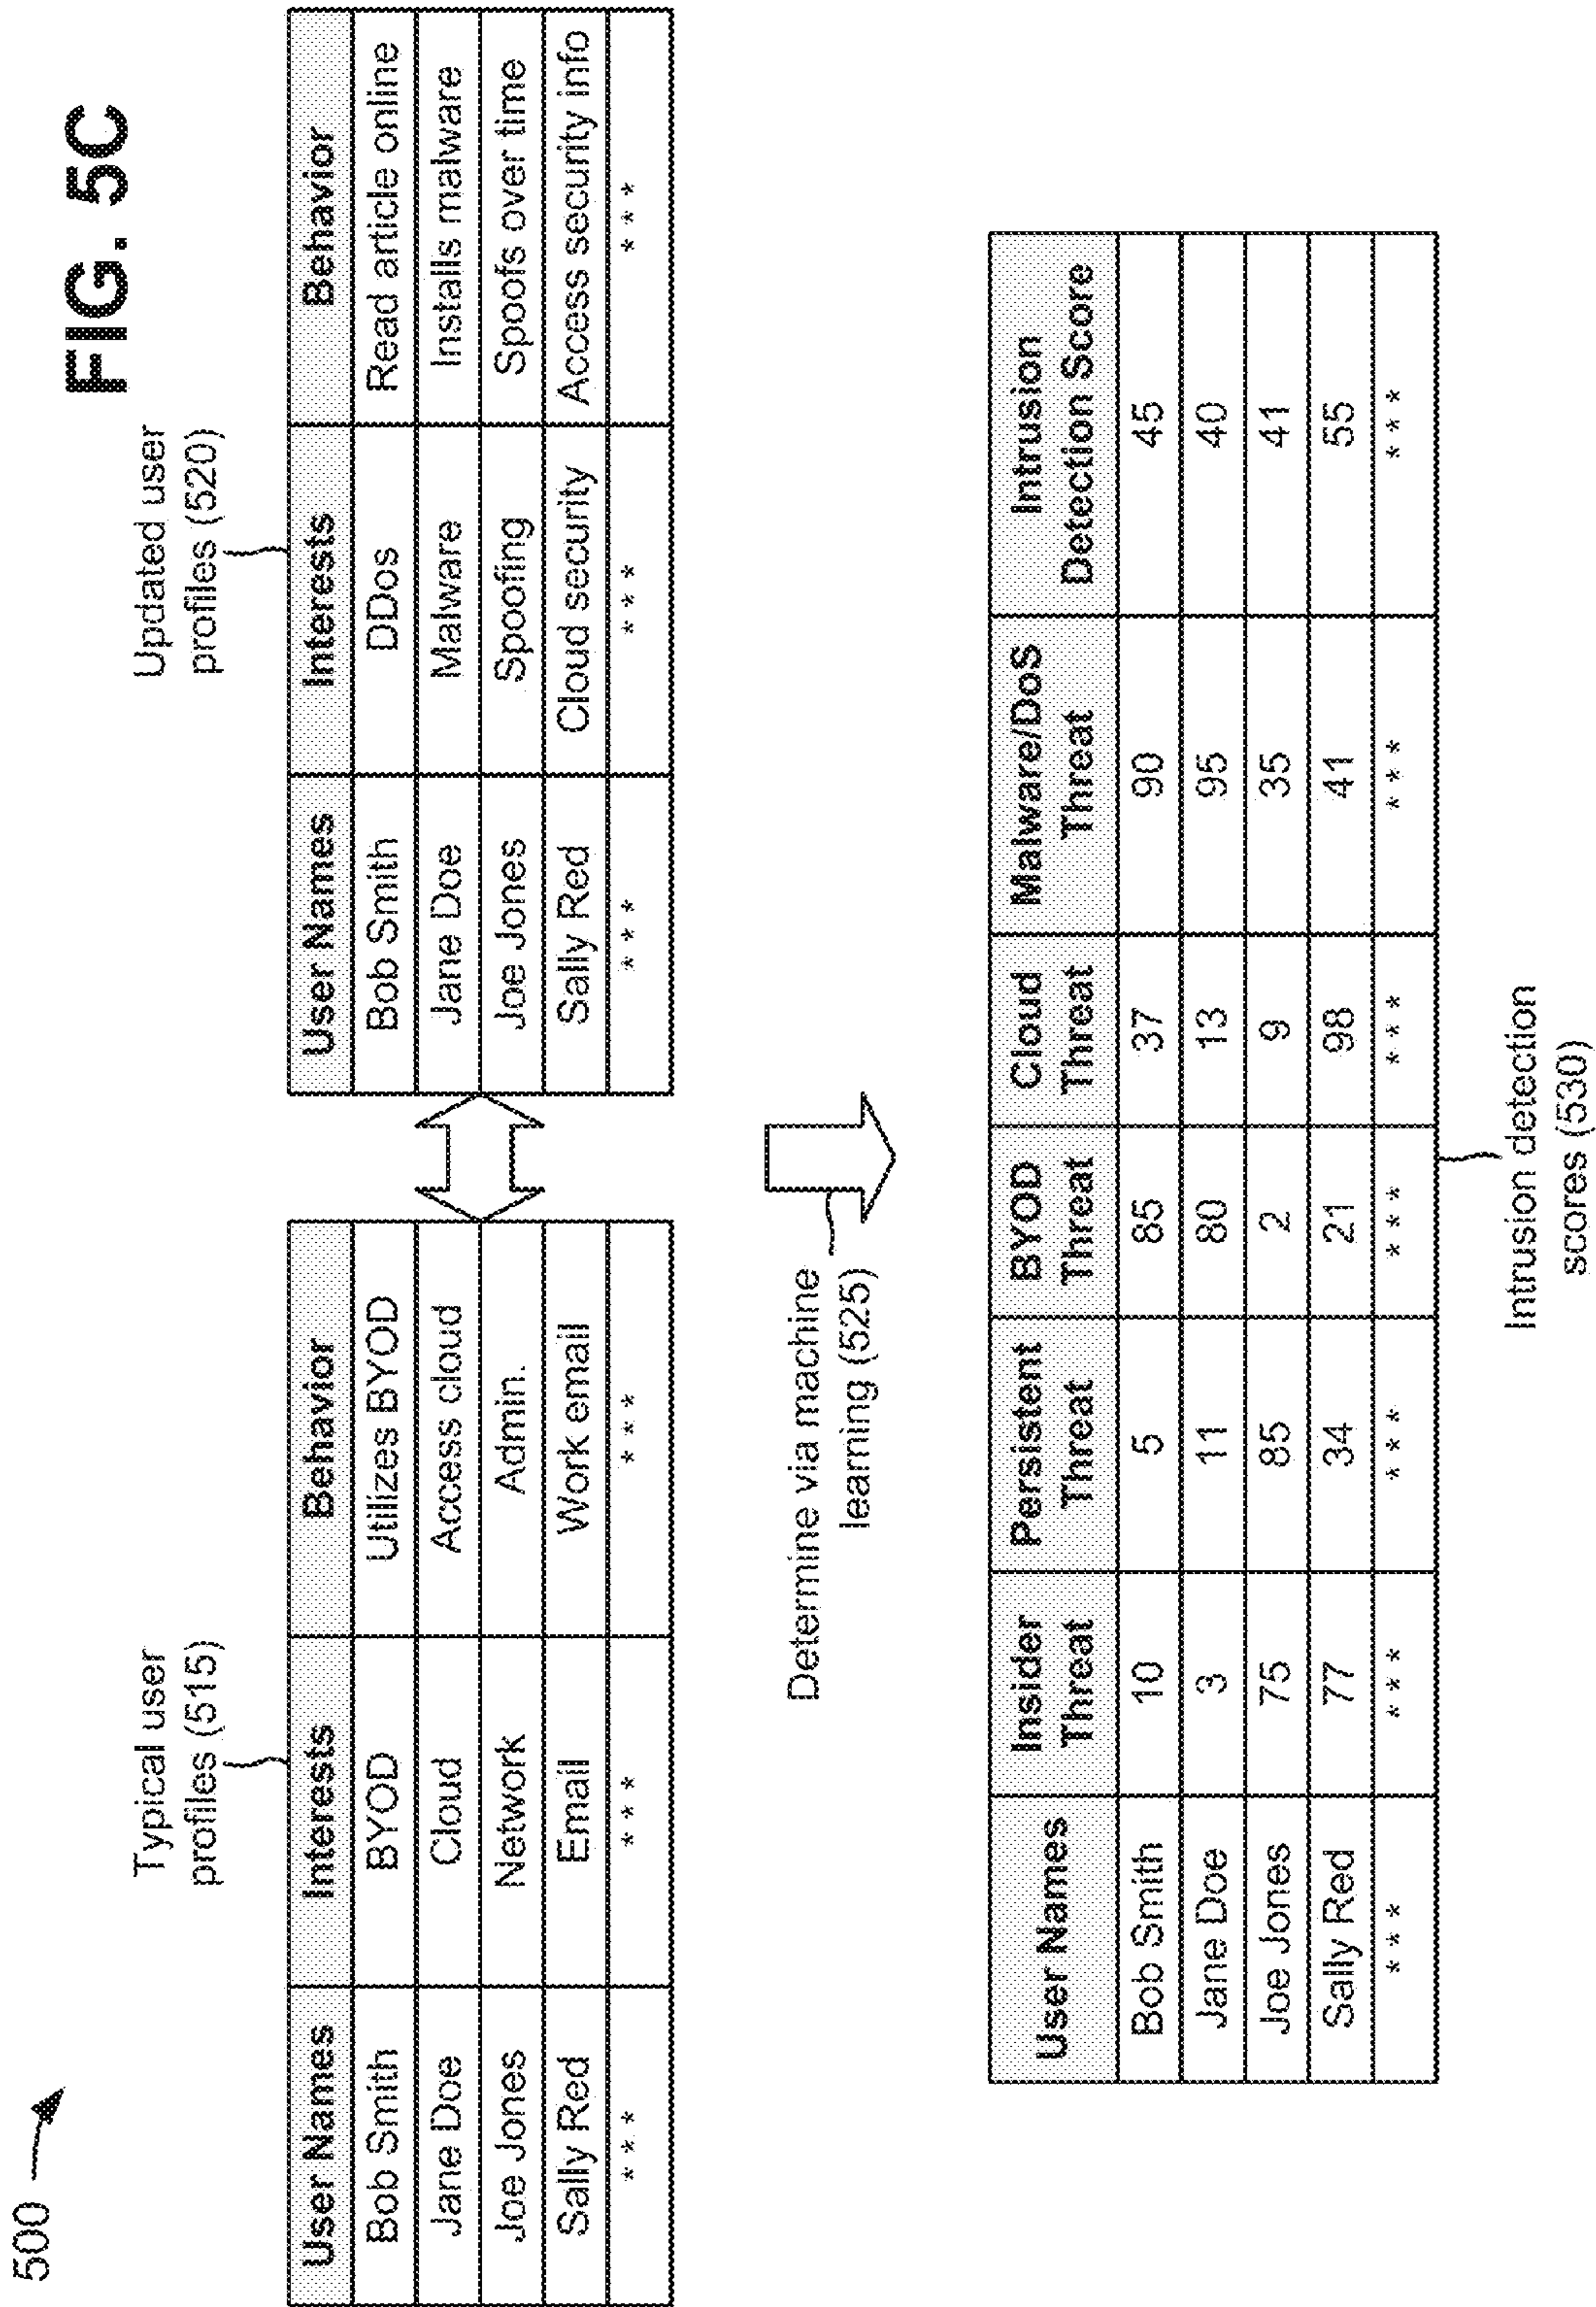 500
FIG. 5C
Typical user
profiles (515)
User Names Interests Behavior
Bob Smith BYOD Utilizes BYOD
Jane Doe Cloud Access cloud
Joe Jones Network Admin.
Sally Red Email Work email
*** *** ***
Updated user
profiles (520)
User Names Interests Behavior
Bob Smith DDos Read article online
Jane Doe Malware Installs malware
Joe Jones Spoofing Spoofs over time
Sally Red Cloud security Access security info
*** *** ***
Determine via machine
learning (525)
User Names Insider Threat Persistent Threat BYOD Threat Cloud Threat Malware/DoS Threat Intrusion Detection Score
Bob Smith 10 5 85 37 90 45
Jane Doe 3 11 80 13 95 40
Joe Jones 75 85 2 9 35 41
Sally Red 77 34 21 98 41 55
*** *** *** *** *** *** ***
Intrusion detection
scores (530)